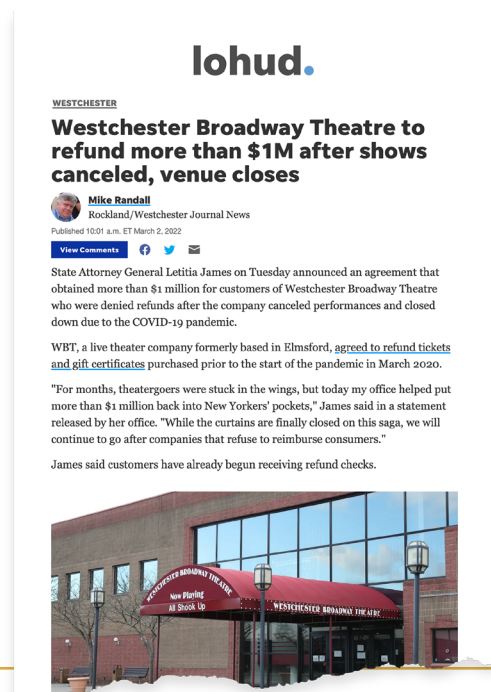 lohud.
WESTCHESTER
Westchester Broadway Theatre to
refund more than $1M after shows
canceled, venue closes
Mike Randall
Rockland/Westchester Journal News
Published 10:01 a.m. ET March 2, 2022
View Comments
State Attorney General Letitia James on Tuesday announced an agreement that
obtained more than $1 million for customers of Westchester Broadway Theatre
who were denied refunds after the company canceled performances and closed
down due to the COVID-19 pandemic.
WBT, a live theater company formerly based in Elmsford, agreed to refund tickets
and gift certificates purchased prior to the start of the pandemic in March 2020.
"For months, theatergoers were stuck in the wings, but today my office helped put
more than $1 million back into New Yorkers' pockets," James said in a statement
released by her office. "While the curtains are finally closed on this saga, we will
continue to go after companies that refuse to reimburse consumers."
James said customers have already begun receiving refund checks.
WESTCHESTER BROADWAY THEATRE
Now Playing
All Shook Up
WESTCHESTER BROADWAY THEATRE